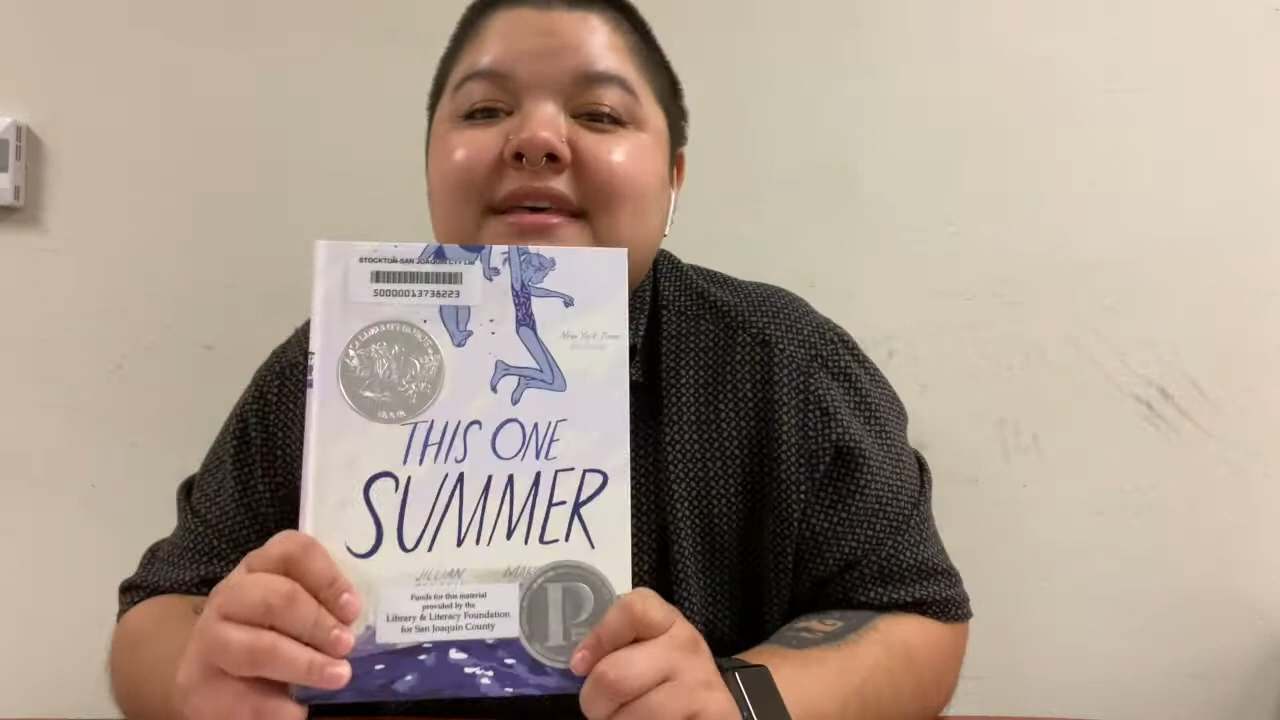 STOCKTON-SAN JOAQUIN CTY LIB
50000013736223
New York Times
THIS ONE
SUMMER
JILLIAN
Funds for this material
provided by the
Library & Literacy Foundation
for San Joaquin County
P